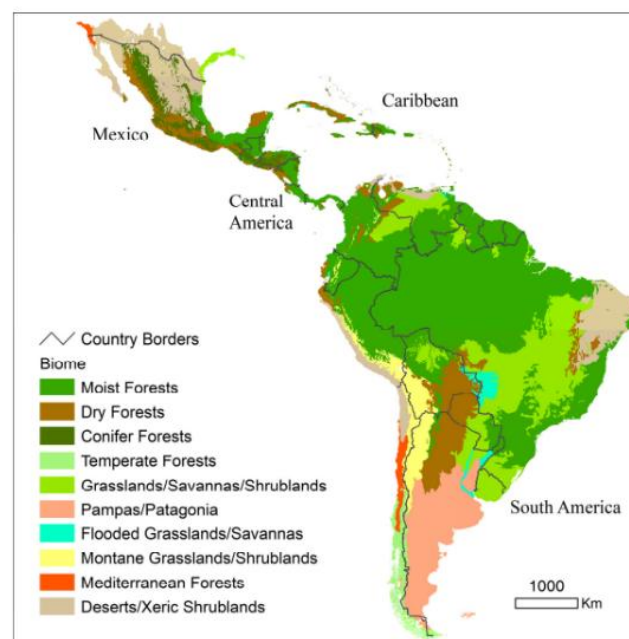 Caribbean
Mexico
Central
America
Country Borders
Biome
Moist Forests
Dry Forests
Conifer Forests
Temperate Forests
Grasslands/Savannas/Shrublands
Pampas/Patagonia
Flooded Grasslands/Savannas
Montane Grasslands/Shrublands
Mediterranean Forests
Deserts/Xeric Shrublands
South America
1000
Km